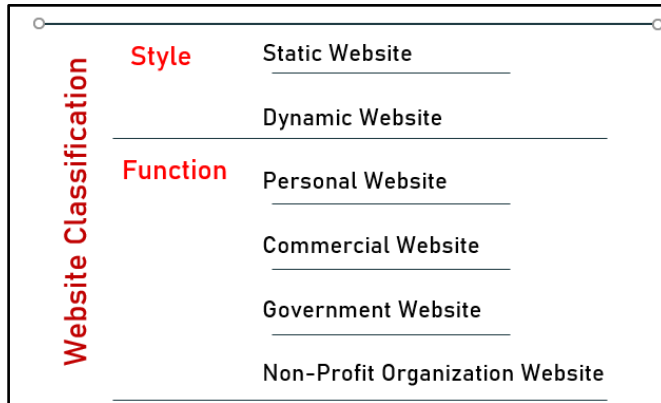 Website Classification
Style
Static Website
Dynamic Website
Function
Personal Website
Commercial Website
Government Website
Non-Profit Organization Website